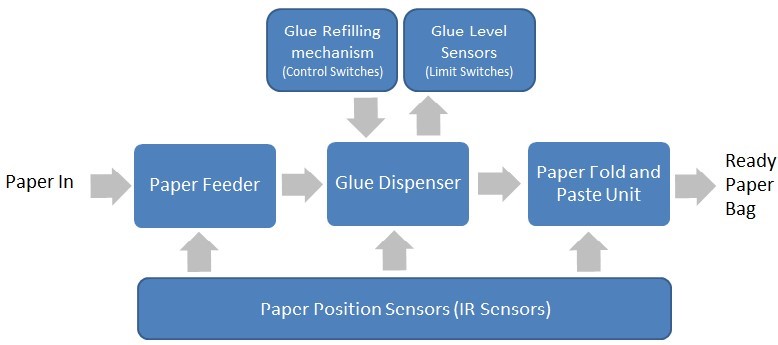 Glue Refilling
mechanism
(Control Switches)
Glue Level
Sensors
(Limit Switches)
Paper In
Paper Feeder
Glue Dispenser
Paper Fold and
Paste Unit
Ready
Paper
Bag
Paper Position Sensors (IR Sensors)